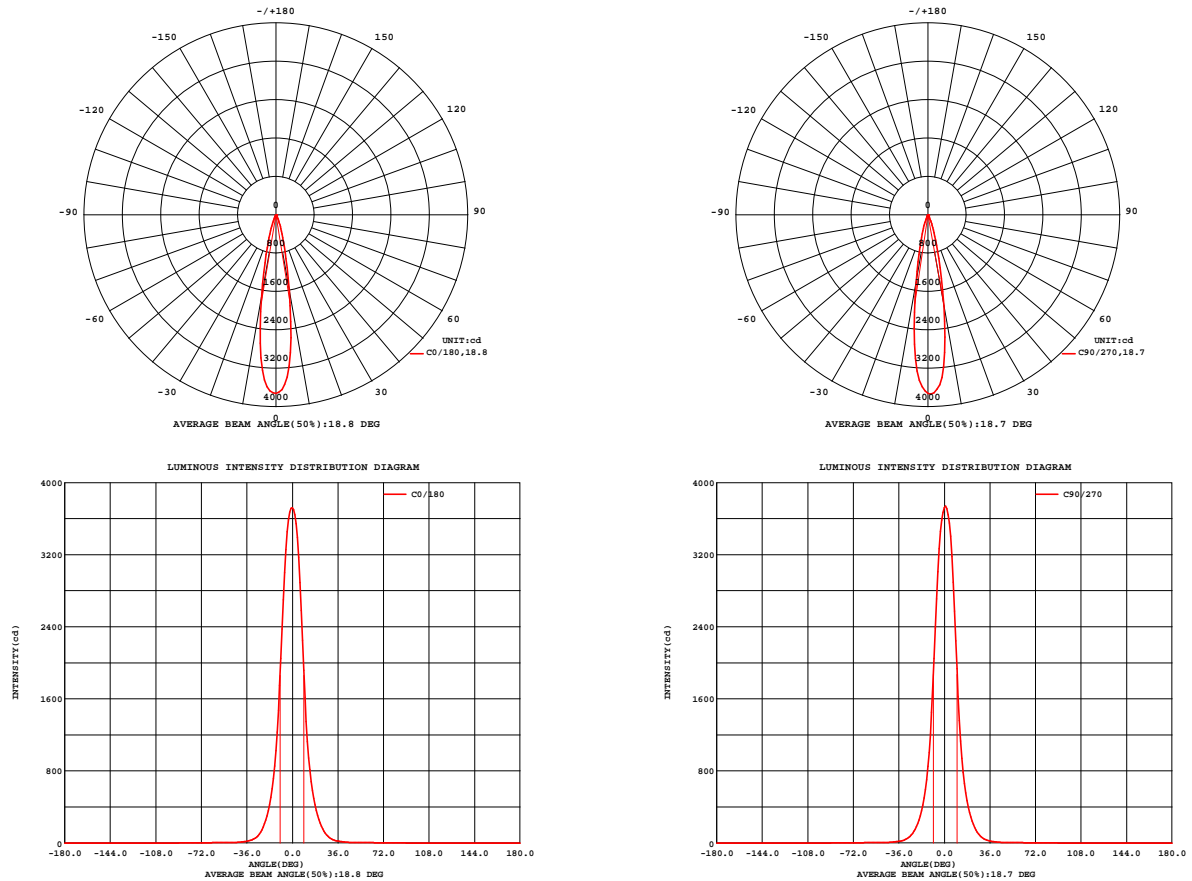 -/+180
-150 150
-120 120
-90 90
-60 60
-30 30
0
800
1600
2400
3200
4000
0
UNIT:cd
C0/180,18.8
AVERAGE BEAM ANGLE(50%):18.8 DEG
-/+180
-150 150
-120 120
-90 90
-60 60
-30 30
0
800
1600
2400
3200
4000
0
UNIT:cd
C90/270,18.7
AVERAGE BEAM ANGLE(50%):18.7 DEG
LUMINOUS INTENSITY DISTRIBUTION DIAGRAM
C0/180
INTENSITY(cd)
4000
3200
2400
1600
800
0
-180.0 -144.0 -108.0 -72.0 -36.0 0.0 36.0 72.0 108.0 144.0 180.0
ANGLE(DEG)
AVERAGE BEAM ANGLE(50%):18.8 DEG
LUMINOUS INTENSITY DISTRIBUTION DIAGRAM
C90/270
INTENSITY(cd)
4000
3200
2400
1600
800
0
-180.0 -144.0 -108.0 -72.0 -36.0 0.0 36.0 72.0 108.0 144.0 180.0
ANGLE(DEG)
AVERAGE BEAM ANGLE(50%):18.7 DEG